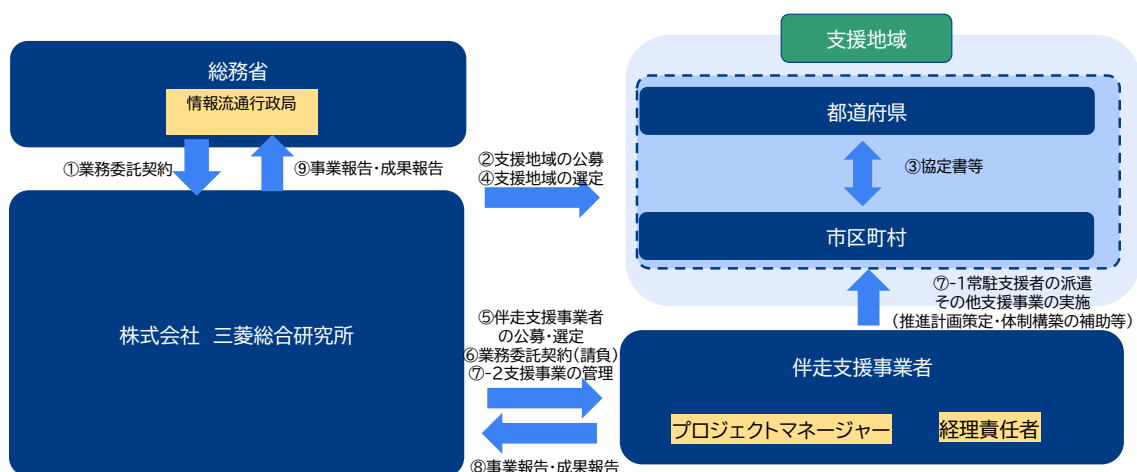 総務省
情報流通行政局
①業務委託契約
⑨事業報告・成果報告
株式会社 三菱総合研究所
②支援地域の公募
④支援地域の選定
支援地域
都道府県
③協定書等
市区町村
⑦-1常駐支援者の派遣
その他支援事業の実施
(推進計画策定・体制構築の補助等)
⑤伴走支援事業者
の公募・選定
⑥業務委託契約(請負)
⑦-2支援事業の管理
⑧事業報告・成果報告
伴走支援事業者
プロジェクトマネージャー
経理責任者